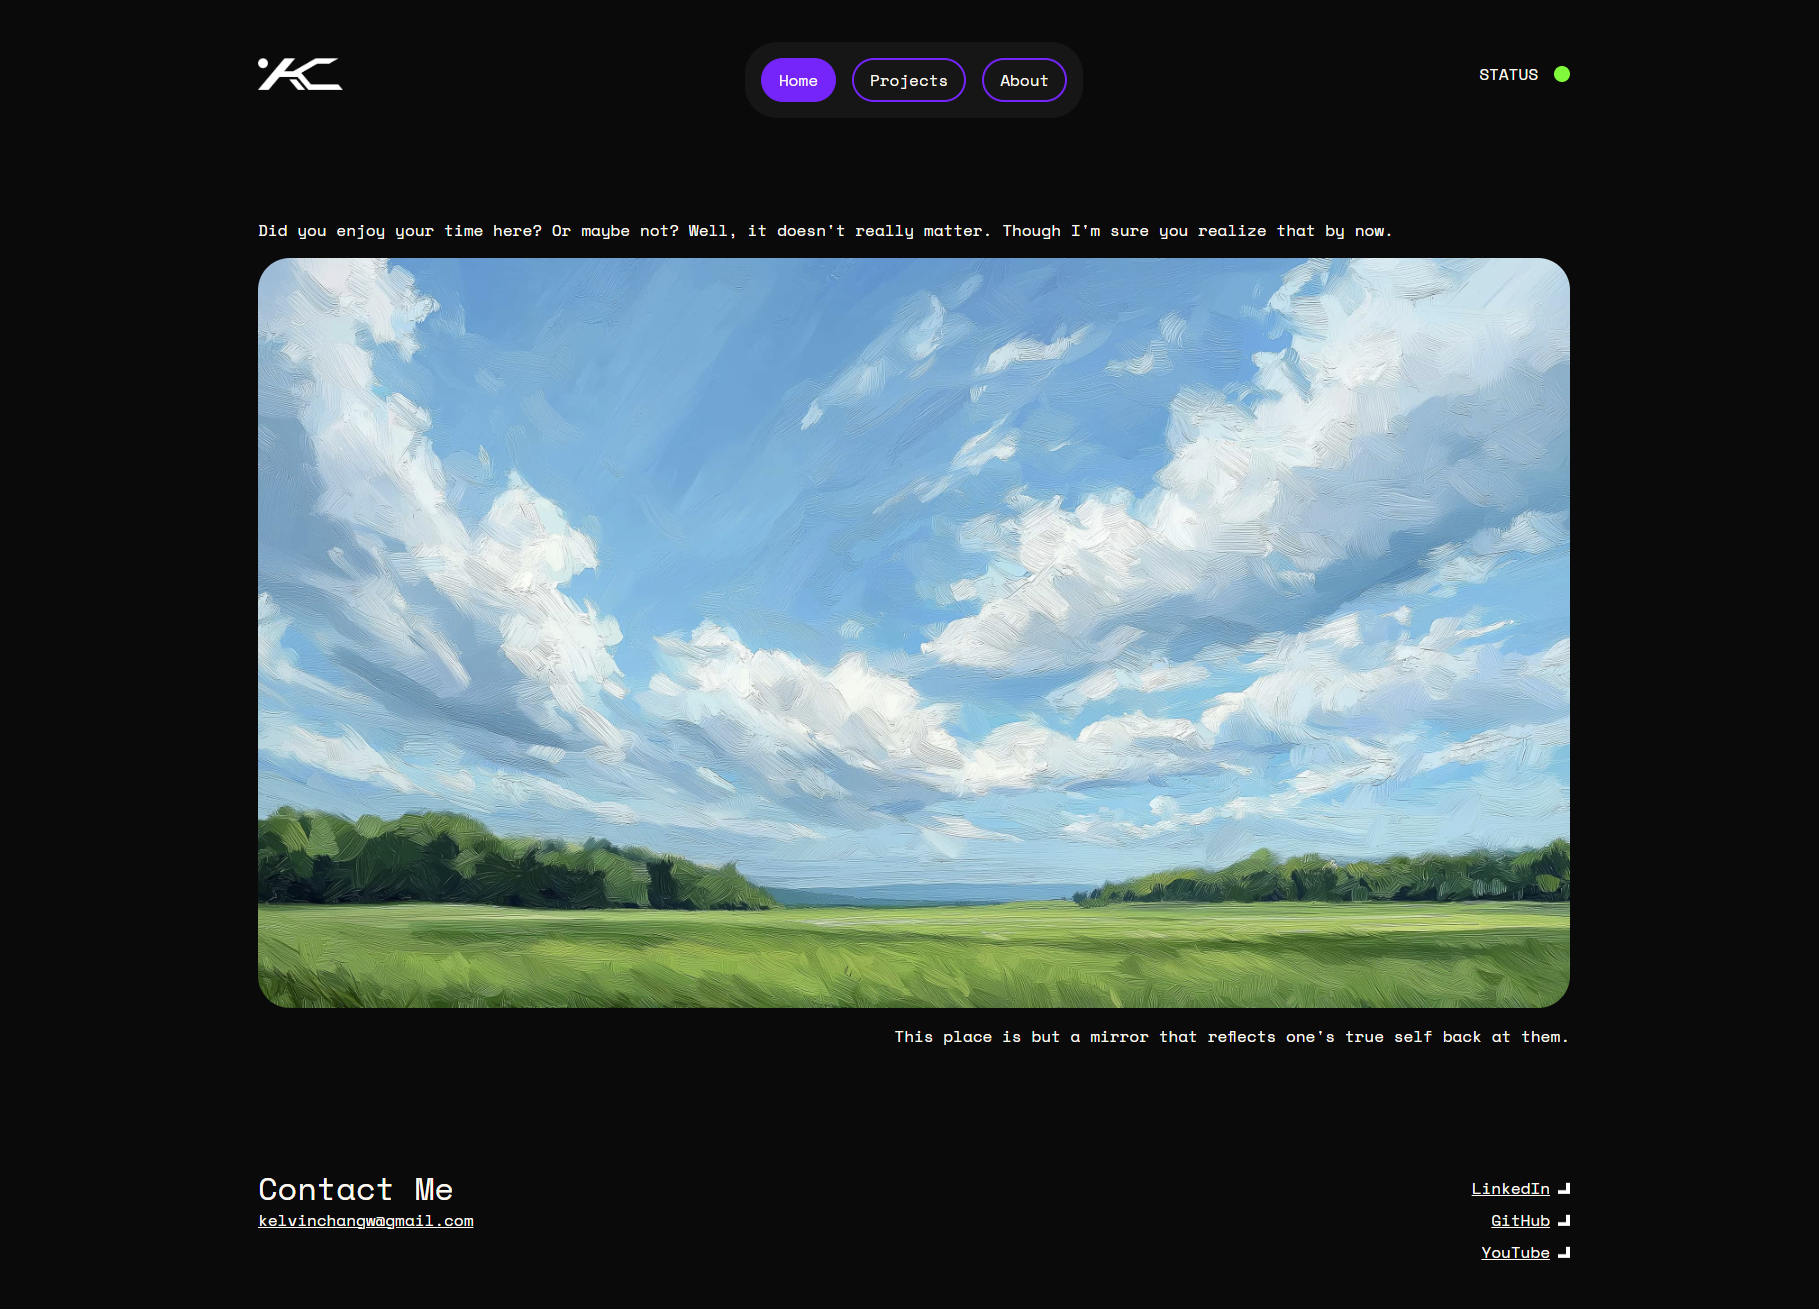 KC
Home Projects About
STATUS
Did you enjoy your time here? Or maybe not? Well, it doesn't really matter. Though I'm sure you realize that by now.
This place is but a mirror that reflects one's true self back at them.
Contact Me
kelvinchangw@gmail.com
LinkedIn
GitHub
YouTube